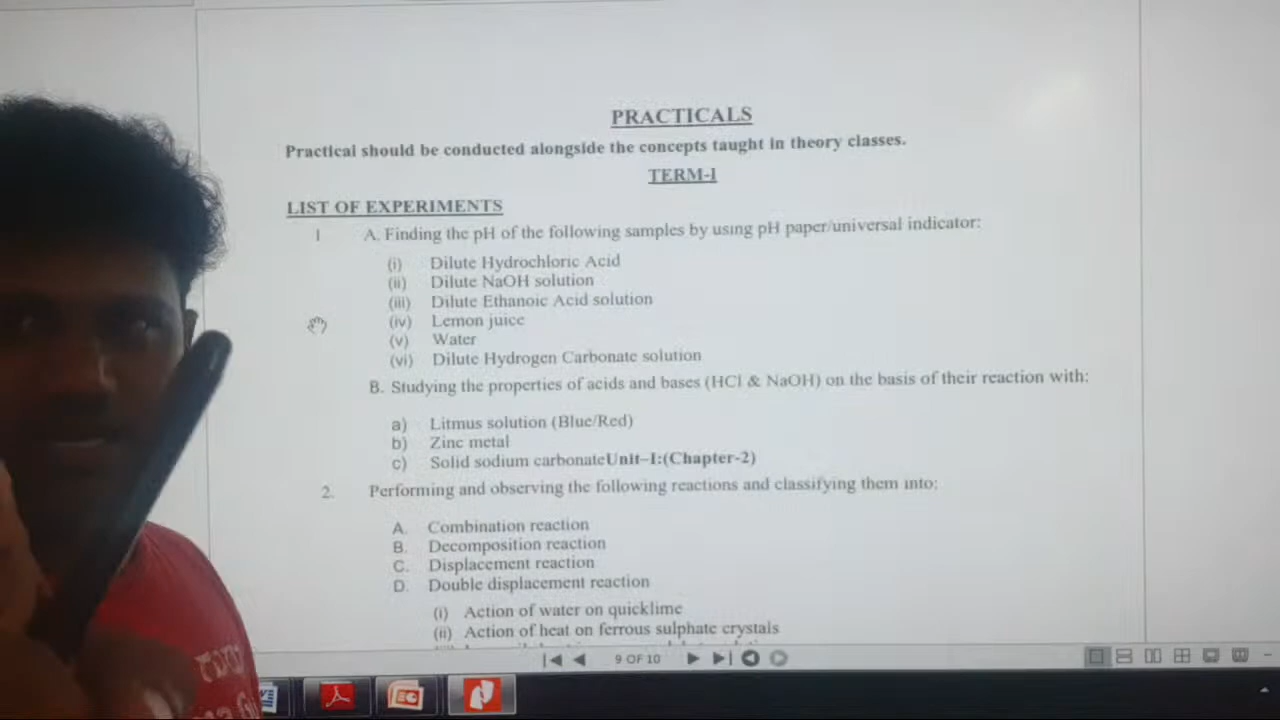 PRACTICALS
Practical should be conducted alongside the concepts taught in theory classes.
TERM-I
LIST OF EXPERIMENTS
1 A. Finding the pH of the following samples by using pH paper/universal indicator:
(i) Dilute Hydrochloric Acid
(ii) Dilute NaOH solution
(iii) Dilute Ethanoic Acid solution
(iv) Lemon juice
(v) Water
(vi) Dilute Hydrogen Carbonate solution
B. Studying the properties of acids and bases (HCl & NaOH) on the basis of their reaction with:
a) Litmus solution (Blue/Red)
b) Zinc metal
c) Solid sodium carbonateUnit–I:(Chapter-2)
2. Performing and observing the following reactions and classifying them into:
A. Combination reaction
B. Decomposition reaction
C. Displacement reaction
D. Double displacement reaction
(i) Action of water on quicklime
(ii) Action of heat on ferrous sulphate crystals
9 OF 10